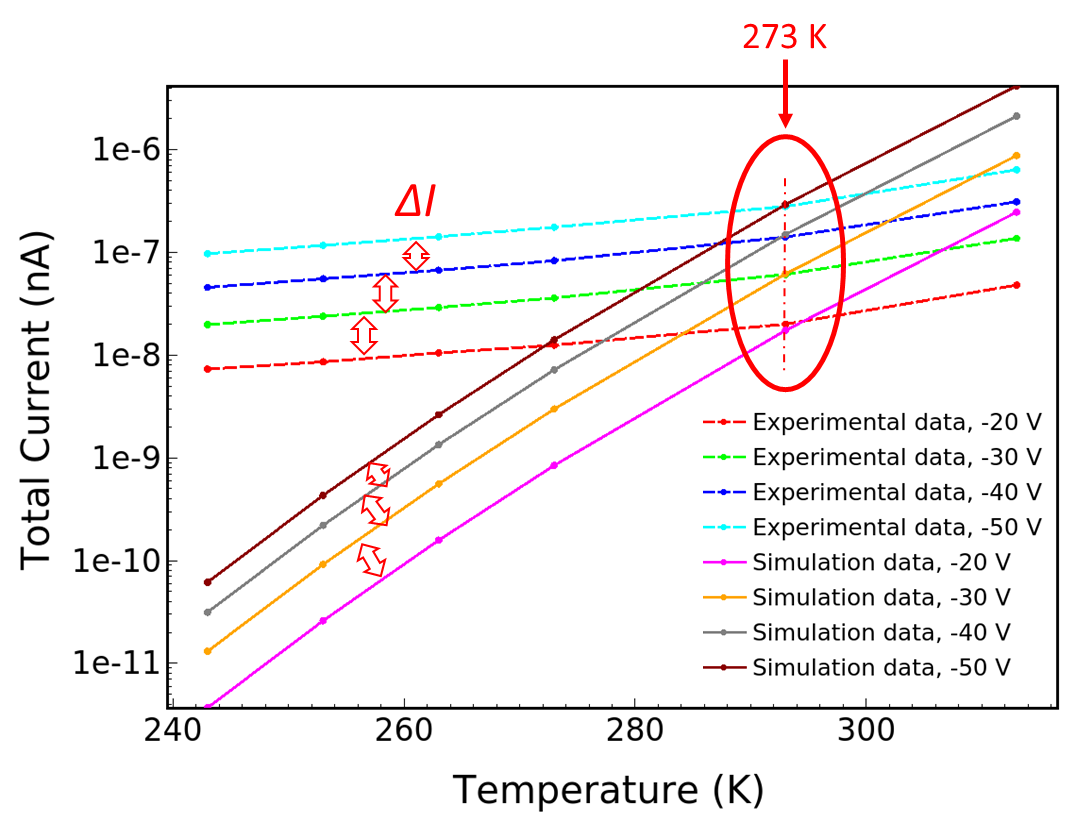 273 K
1e-6
1e-7
1e-8
1e-9
1e-10
1e-11
Total Current (nA)
ΔI
Experimental data, -20 V
Experimental data, -30 V
Experimental data, -40 V
Experimental data, -50 V
Simulation data, -20 V
Simulation data, -30 V
Simulation data, -40 V
Simulation data, -50 V
240 260 280 300
Temperature (K)